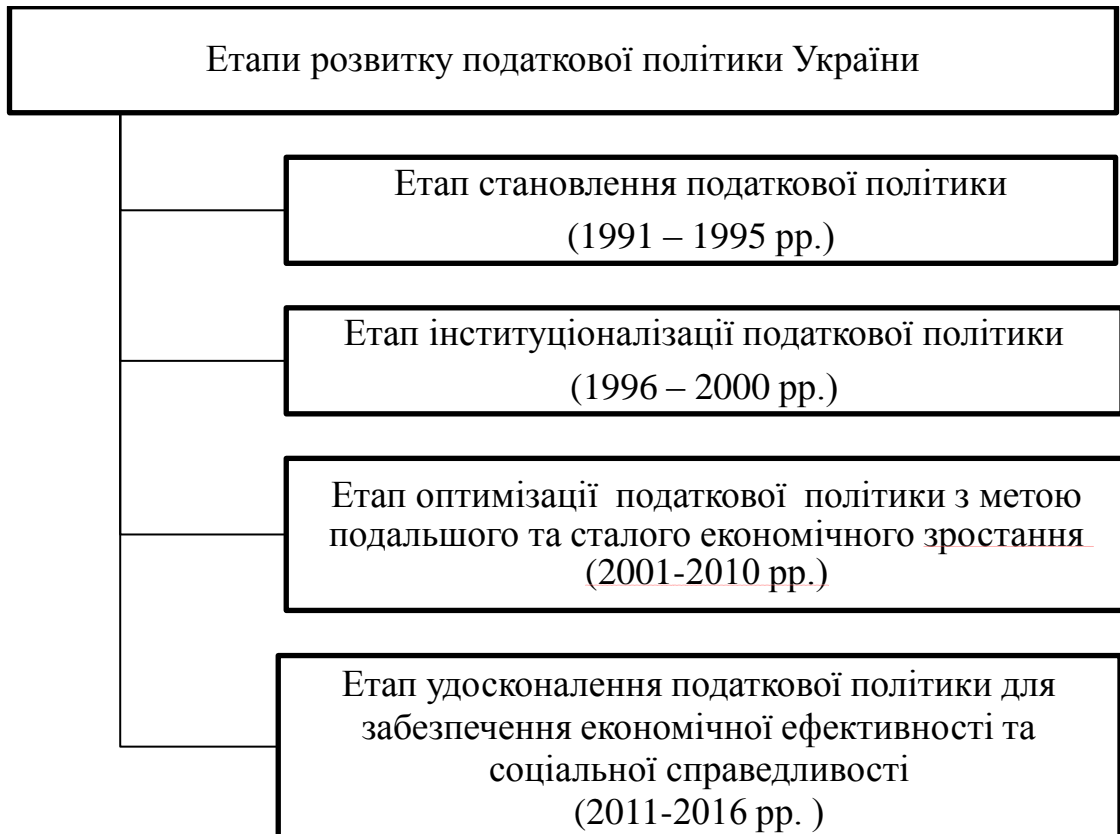 Етапи розвитку податкової політики України
Етап становлення податкової політики
(1991 – 1995 рр.)
Етап інституціоналізації податкової політики
(1996 – 2000 рр.)
Етап оптимізації податкової політики з метою
подальшого та сталого економічного зростання
(2001-2010 рр.)
Етап удосконалення податкової політики для
забезпечення економічної ефективності та
соціальної справедливості
(2011-2016 рр. )